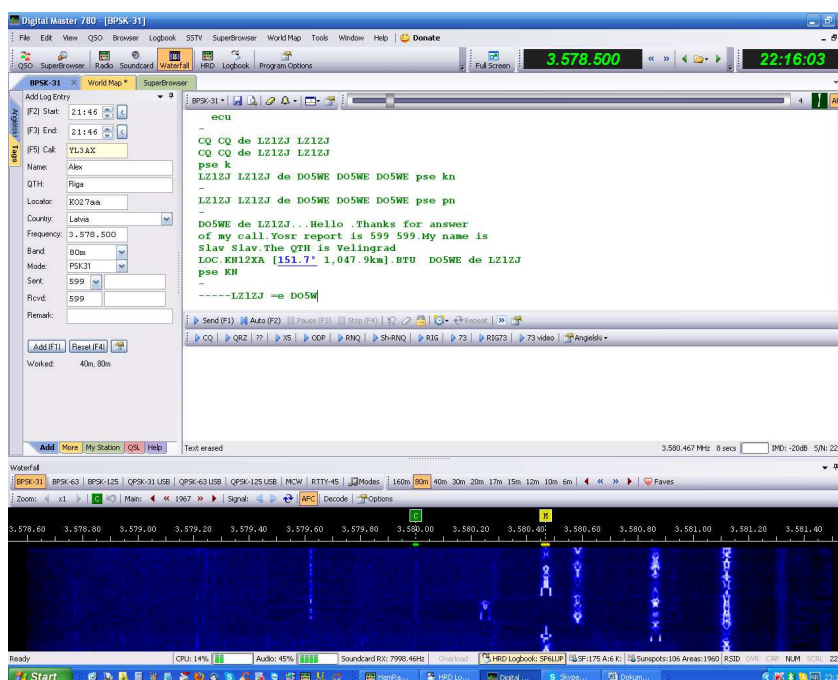 Digital Master 780 - [BPSK-31]
File Edit View QSO Browser Logbook SSTV SuperBrowser World Map Tools Window Help Donate
QSO SuperBrowser Radio Soundcard Waterfall HRD Logbook Program Options Full Screen 3.578.500 22:16:03
BPSK-31 World Map * SuperBrowser
Add Log Entry
BPSK-31 4
Angielski
Tags
(F2) Start: 21:46
(F3) End: 21:46
(F5) Call: YL3AX
Name: Alex
QTH: Riga
Locator: KO27aa
Country: Latvia
Frequency: 3.578.500
Band: 80m
Mode: PSK31
Sent: 599
Rcvd: 599
Remark:
Add (F11) Reset (F4)
Worked: 40m, 80m
Add More My Station QSL Help
ecu
~
CQ CQ de LZ1ZJ LZ1ZJ
CQ CQ de LZ1ZJ LZ1ZJ
pse k
LZ1ZJ LZ1ZJ de DO5WE DO5WE DO5WE pse kn
~
LZ1ZJ LZ1ZJ de DO5WE DO5WE DO5WE pse pn
~
DO5WE de LZ1ZJ...Hello .Thanks for answer
of my call.Yosr report is 599 599.My name is
Slav Slav.The QTH is Velingrad
LOC.KN12XA [151.7° 1,047.9km].BTU DO5WE de LZ1ZJ
pse KN
~
-----LZ1ZJ =e DO5W
Send (F1) Auto (F2) Pause (F3) Stop (F4) Repeat
CQ QRZ ?? X5 ODP RNQ Sh-RNQ RIG 73 RIG73 73 video Angielski
Text erased 3.580.467 MHz 8 secs IMD: -20dB S/N: 22
Waterfall
BPSK-31 BPSK-63 BPSK-125 QPSK-31 USB QPSK-63 USB QPSK-125 USB MCW RTTY-45 Modes 160m 80m 40m 30m 20m 17m 15m 12m 10m 6m Faves
Zoom: x1 C Main: 1967 Signal: AFC Decode Options
C M
3.578.60 3.578.80 3.579.00 3.579.20 3.579.40 3.579.60 3.579.80 3.580.00 3.580.20 3.580.40 3.580.60 3.580.80 3.581.00 3.581.20 3.581.40
Ready CPU: 14% Audio: 45% Soundcard RX: 7998.46Hz Overload HRD Logbook: SP6LUP SF:175 A:6 K: Sunspots:106 Areas:1960 RSID OVR CAP NUM SCRL 22
Start HamRa... HRD Lo... Digital ... Skype... Dokum...